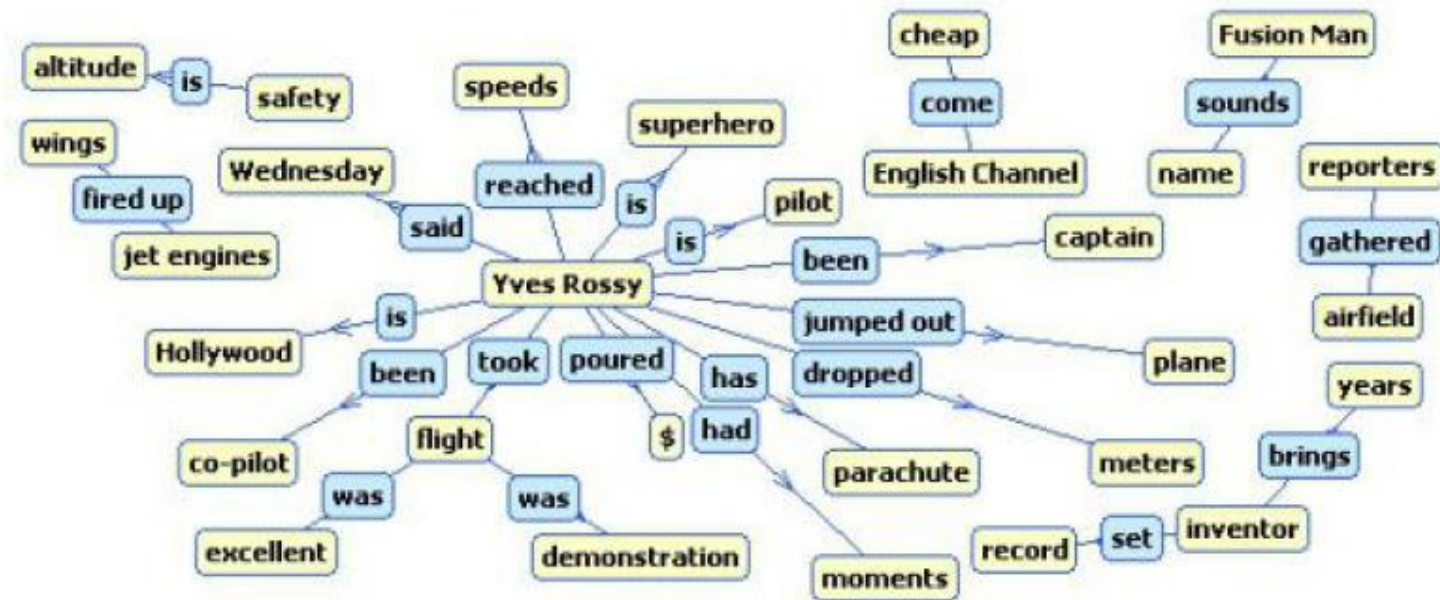 cheap
Fusion Man
altitude
is
safety
speeds
come
sounds
superhero
wings
Wednesday
reached
English Channel
name
reporters
fired up
said
is
pilot
is
been
captain
gathered
jet engines
Yves Rossy
is
jumped out
airfield
Hollywood
been
took
poured
has
dropped
plane
years
co-pilot
flight
$
had
parachute
meters
brings
was
was
excellent
demonstration
moments
record
set
inventor